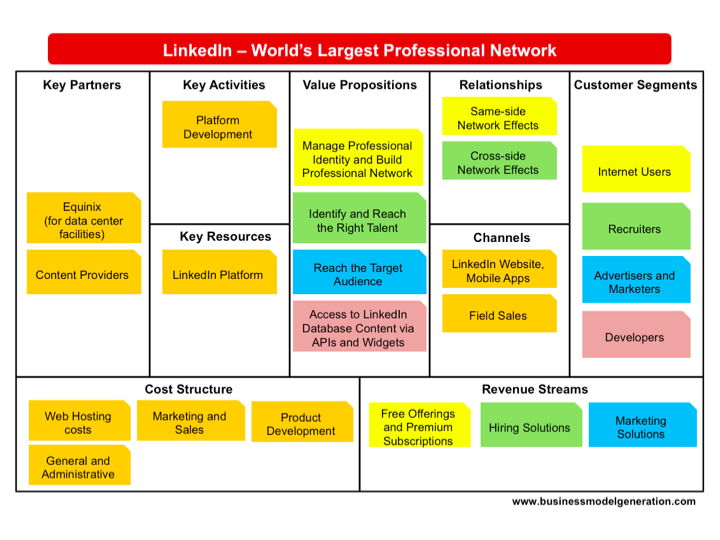 LinkedIn – World's Largest Professional Network
Key Partners
Equinix
(for data center
facilities)
Content Providers
Key Activities
Platform
Development
Key Resources
LinkedIn Platform
Value Propositions
Manage Professional
Identity and Build
Professional Network
Identify and Reach
the Right Talent
Reach the Target
Audience
Access to LinkedIn
Database Content via
APIs and Widgets
Relationships
Same-side
Network Effects
Cross-side
Network Effects
Channels
LinkedIn Website,
Mobile Apps
Field Sales
Customer Segments
Internet Users
Recruiters
Advertisers and
Marketers
Developers
Cost Structure
Web Hosting
costs
Marketing and
Sales
Product
Development
General and
Administrative
Revenue Streams
Free Offerings
and Premium
Subscriptions
Hiring Solutions
Marketing
Solutions
www.businessmodelgeneration.com